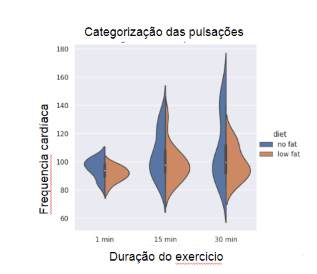 Categorização das pulsações
180
160
140
120
100
80
60
Frequencia cardíaca
1 min
15 min
30 min
Duração do exercicio
diet
no fat
low fat